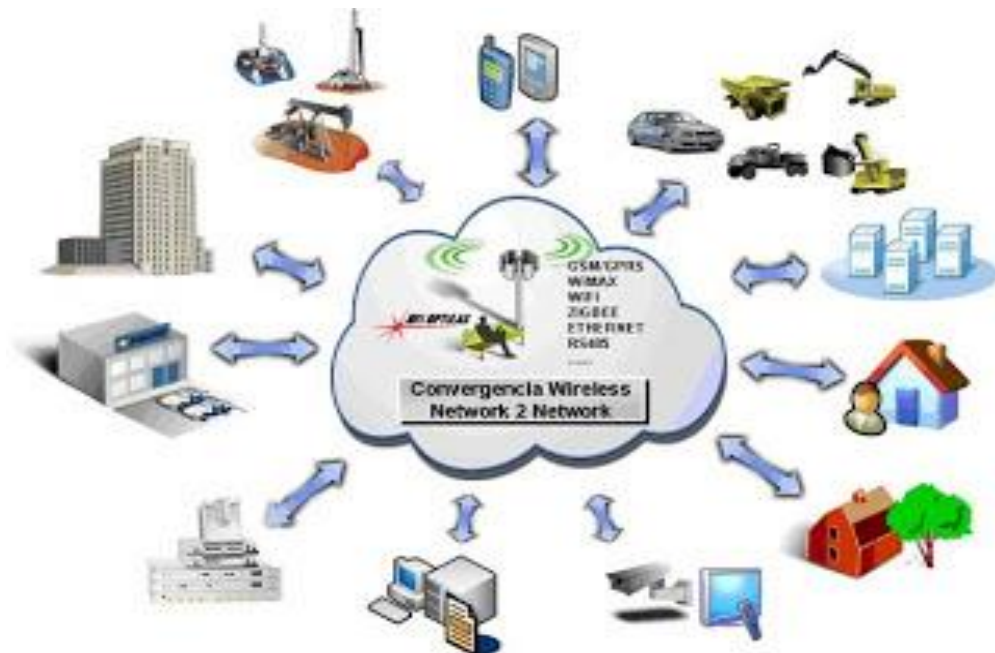 GSM/GPRS
WiMAX
WIFI
ZIGBEE
ETHERNET
RS485
......
Convergencia Wireless
Network 2 Network